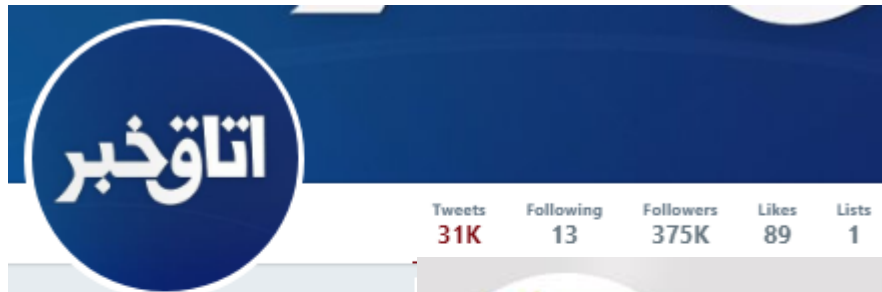 اتاق خبر
Tweets Following Followers Likes Lists
31K 13 375K 89 1